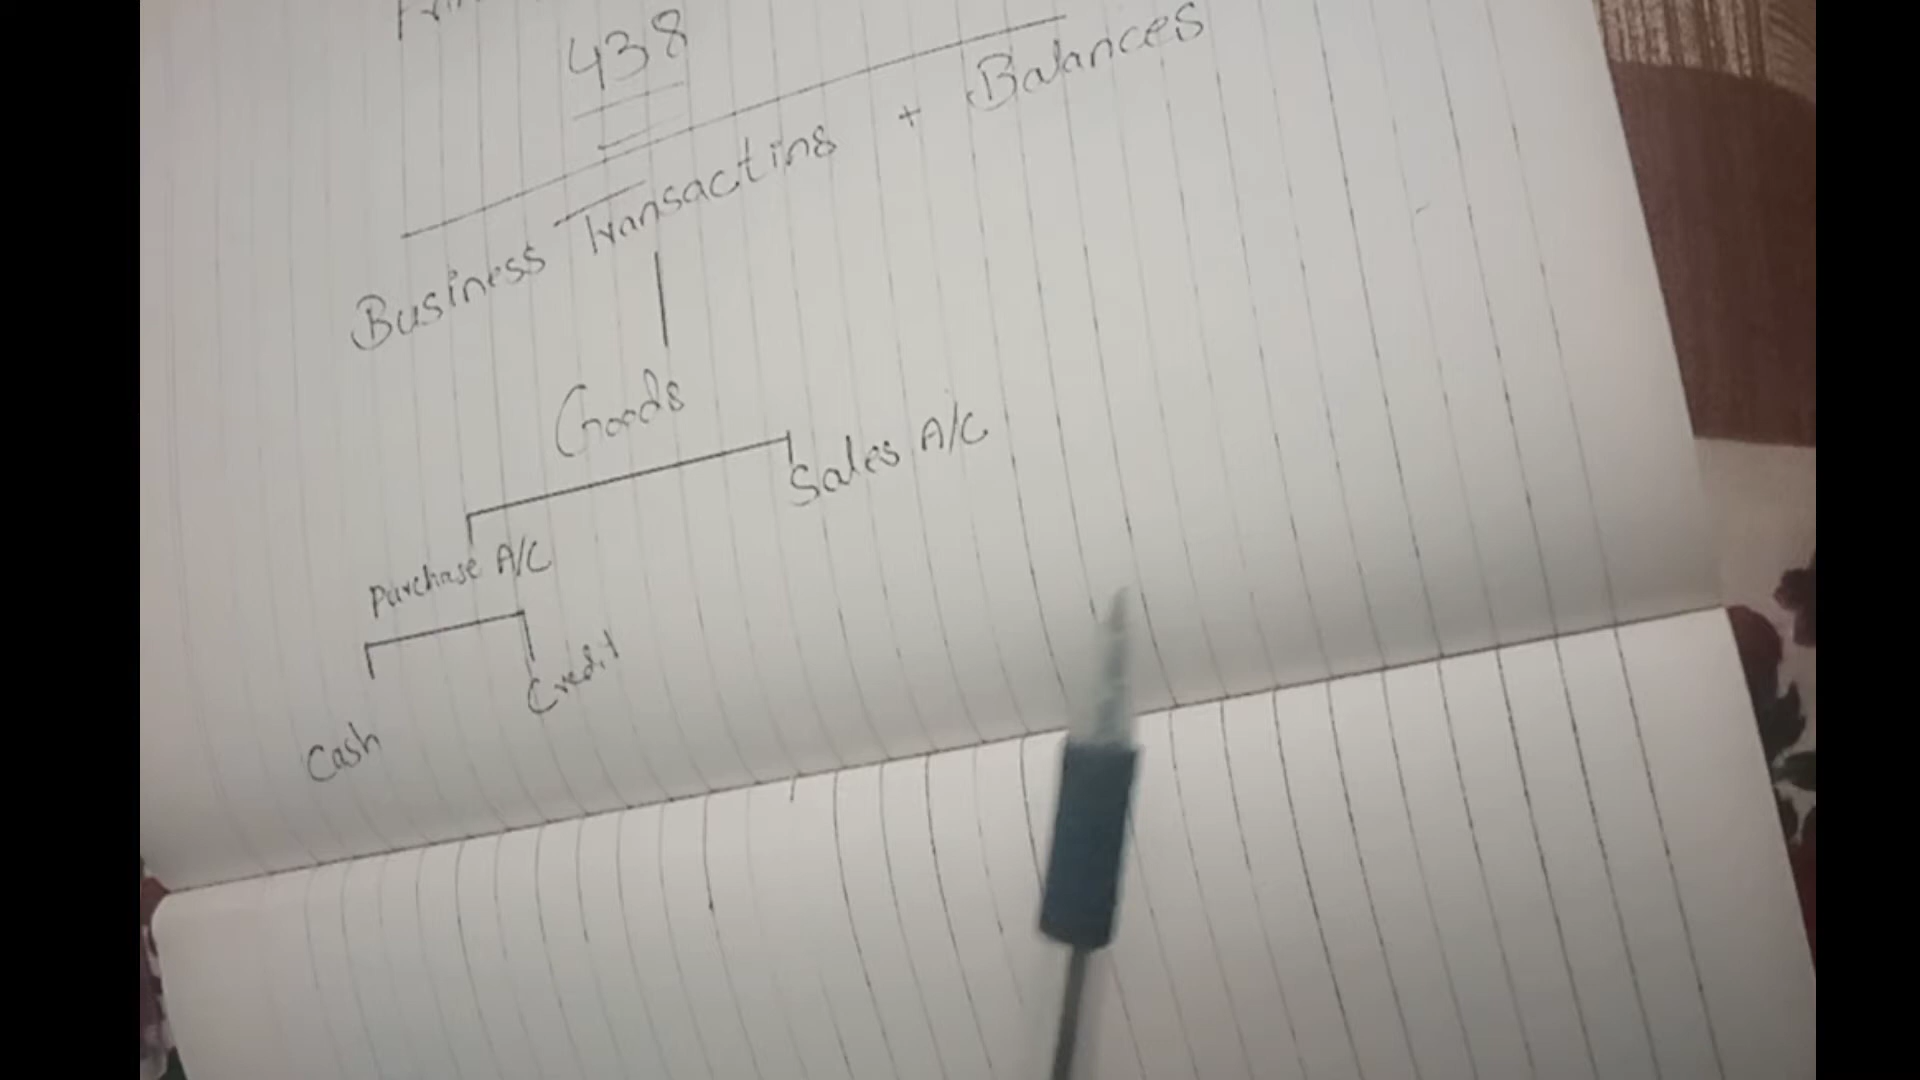 438
Business Transactins + Balances
Goods
Purchase A/C Sales A/C
Cash Credit